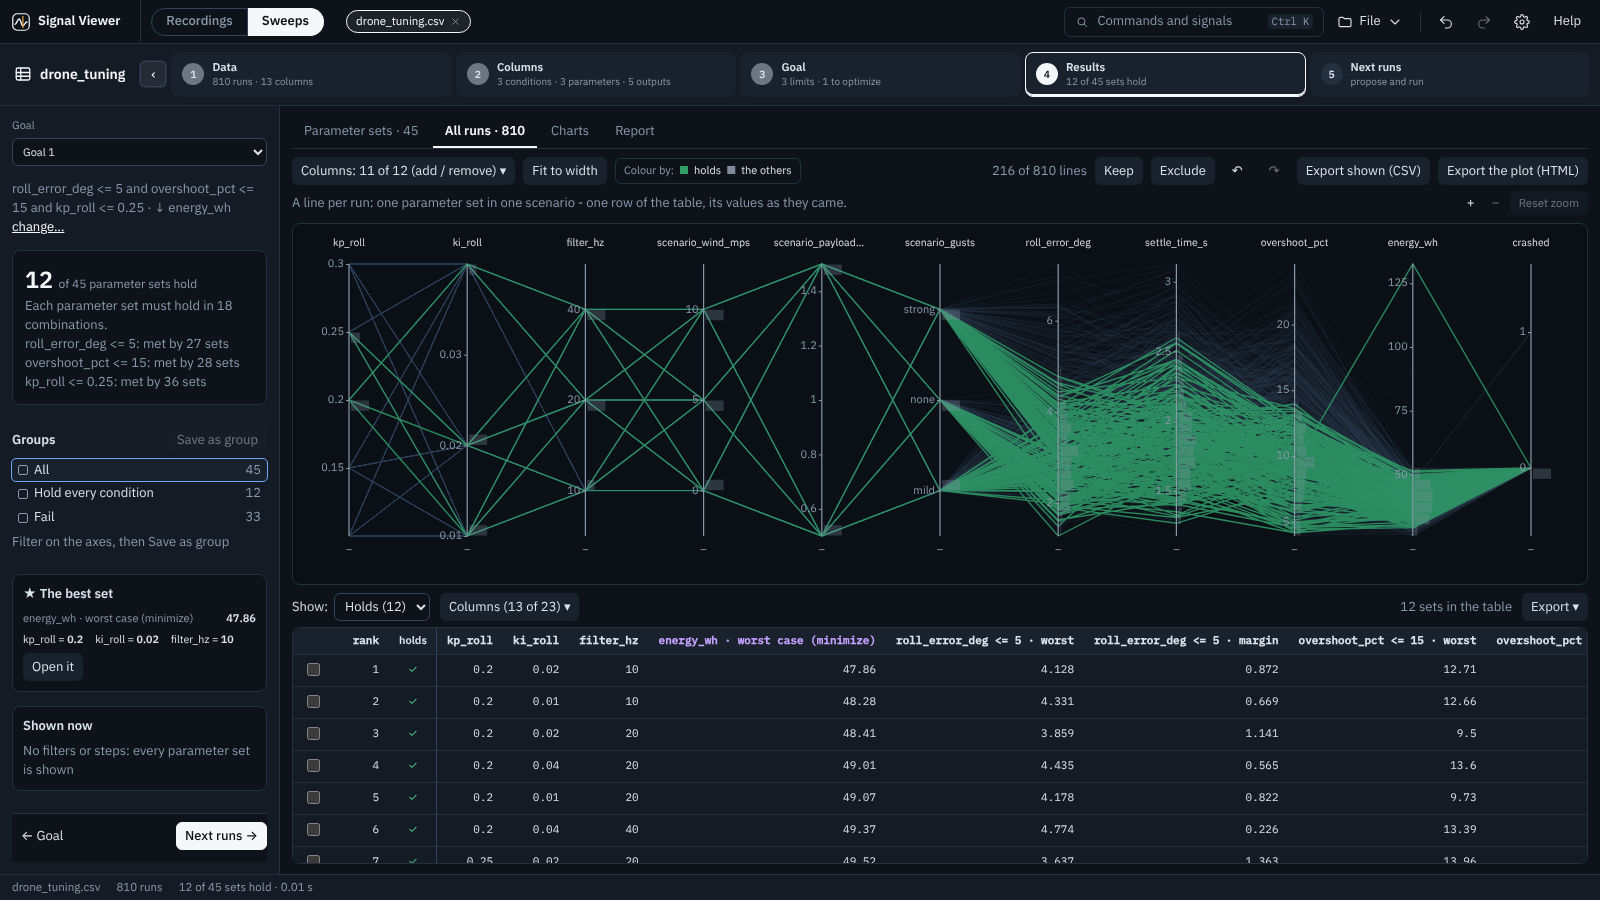 Signal Viewer
Recordings
Sweeps
drone_tuning.csv ×
Commands and signals
Ctrl K
File
Help
drone_tuning
‹
1 Data
810 runs · 13 columns
2 Columns
3 conditions · 3 parameters · 5 outputs
3 Goal
3 limits · 1 to optimize
4 Results
12 of 45 sets hold
5 Next runs
propose and run
Goal
Goal 1
roll_error_deg <= 5 and overshoot_pct <=
15 and kp_roll <= 0.25 · ↓ energy_wh
change...
12 of 45 parameter sets hold
Each parameter set must hold in 18
combinations.
roll_error_deg <= 5: met by 27 sets
overshoot_pct <= 15: met by 28 sets
kp_roll <= 0.25: met by 36 sets
Groups
Save as group
All 45
Hold every condition 12
Fail 33
Filter on the axes, then Save as group
★ The best set
energy_wh · worst case (minimize) 47.86
kp_roll = 0.2 ki_roll = 0.02 filter_hz = 10
Open it
Shown now
No filters or steps: every parameter set
is shown
← Goal
Next runs →
Parameter sets · 45
All runs · 810
Charts
Report
Columns: 11 of 12 (add / remove) ▾
Fit to width
Colour by: holds the others
216 of 810 lines
Keep
Exclude
↶
↷
Export shown (CSV)
Export the plot (HTML)
A line per run: one parameter set in one scenario - one row of the table, its values as they came.
+
−
Reset zoom
kp_roll ki_roll filter_hz scenario_wind_mps scenario_payload... scenario_gusts roll_error_deg settle_time_s overshoot_pct energy_wh crashed
0.3
0.25
0.2
0.15
0.03
0.02
0.01
40
20
10
10
5
0
1.4
1.2
1
0.8
0.6
strong
none
mild
6
4
3
2.5
2
1.5
20
15
10
5
125
100
75
50
1
0
– – – – – – – – – – –
Show: Holds (12)
Columns (13 of 23) ▾
12 sets in the table
Export ▾
rank holds kp_roll ki_roll filter_hz energy_wh · worst case (minimize) roll_error_deg <= 5 · worst roll_error_deg <= 5 · margin overshoot_pct <= 15 · worst overshoot_pct
1 ✓ 0.2 0.02 10 47.86 4.128 0.872 12.71
2 ✓ 0.2 0.01 10 48.28 4.331 0.669 12.66
3 ✓ 0.2 0.02 20 48.41 3.859 1.141 9.5
4 ✓ 0.2 0.04 20 49.01 4.435 0.565 13.6
5 ✓ 0.2 0.01 20 49.07 4.178 0.822 9.73
6 ✓ 0.2 0.04 40 49.37 4.774 0.226 13.39
7 ✓ 0.25 0.02 20 49.52 3.637 1.363 13.96
drone_tuning.csv 810 runs 12 of 45 sets hold · 0.01 s